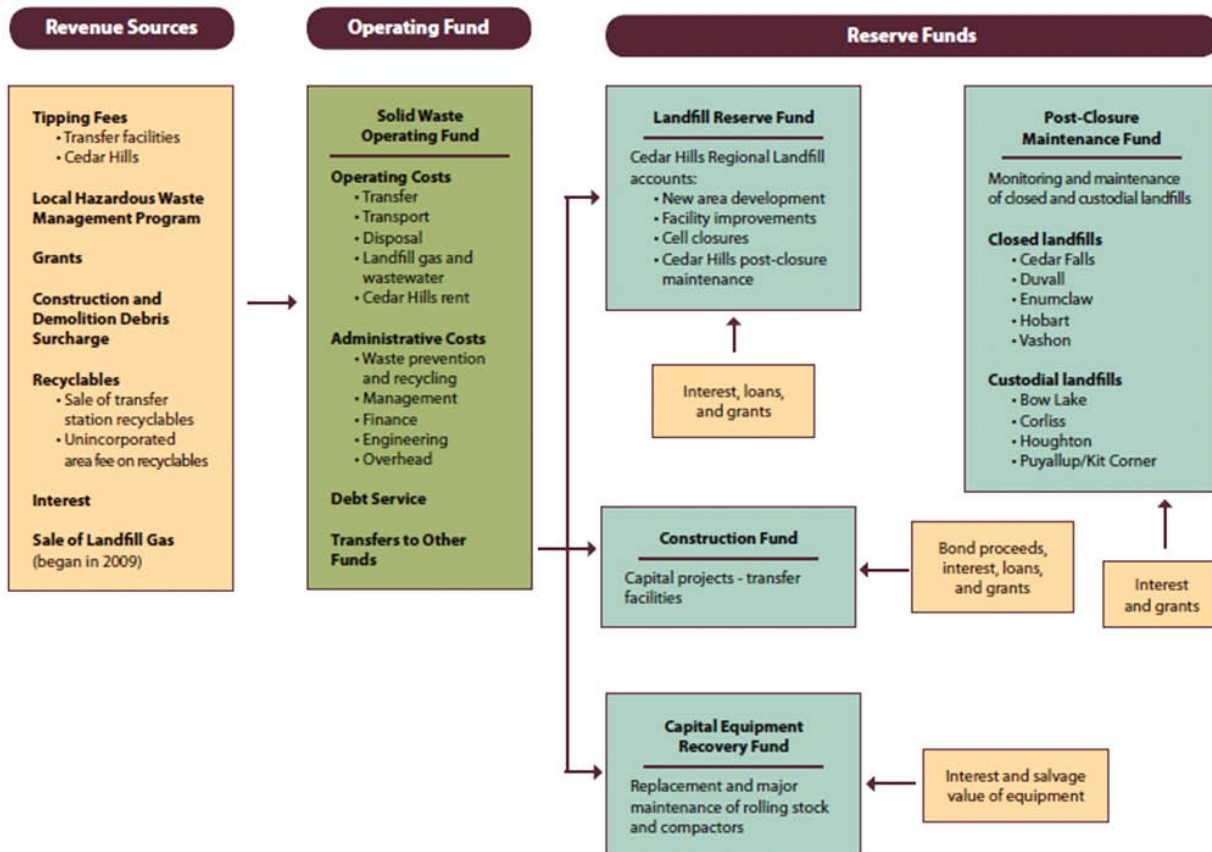 Revenue Sources
Operating Fund
Reserve Funds
Tipping Fees
• Transfer facilities
• Cedar Hills
Local Hazardous Waste
Management Program
Grants
Construction and
Demolition Debris
Surcharge
Recyclables
• Sale of transfer
station recyclables
• Unincorporated
area fee on recyclables
Interest
Sale of Landfill Gas
(began in 2009)
Solid Waste
Operating Fund
Operating Costs
• Transfer
• Transport
• Disposal
• Landfill gas and
wastewater
• Cedar Hills rent
Administrative Costs
• Waste prevention
and recycling
• Management
• Finance
• Engineering
• Overhead
Debt Service
Transfers to Other
Funds
Landfill Reserve Fund
Cedar Hills Regional Landfill
accounts:
• New area development
• Facility improvements
• Cell closures
• Cedar Hills post-closure
maintenance
Interest, loans,
and grants
Post-Closure
Maintenance Fund
Monitoring and maintenance
of closed and custodial landfills
Closed landfills
• Cedar Falls
• Duvall
• Enumclaw
• Hobart
• Vashon
Custodial landfills
• Bow Lake
• Corliss
• Houghton
• Puyallup/Kit Corner
Interest
and grants
Construction Fund
Capital projects - transfer
facilities
Bond proceeds,
interest, loans,
and grants
Capital Equipment
Recovery Fund
Replacement and major
maintenance of rolling stock
and compactors
Interest and salvage
value of equipment